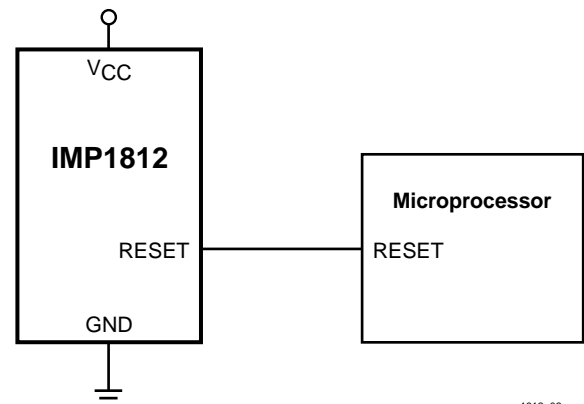 VCC
IMP1812
Microprocessor
RESET
RESET
GND